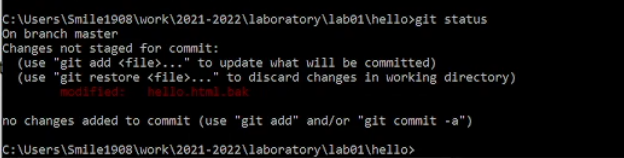 C:\Users\Smile1908\work\2021-2022\laboratory\lab01\hello>git status
On branch master
Changes not staged for commit:
  (use "git add <file>..." to update what will be committed)
  (use "git restore <file>..." to discard changes in working directory)
        modified:   hello.html.bak

no changes added to commit (use "git add" and/or "git commit -a")

C:\Users\Smile1908\work\2021-2022\laboratory\lab01\hello>